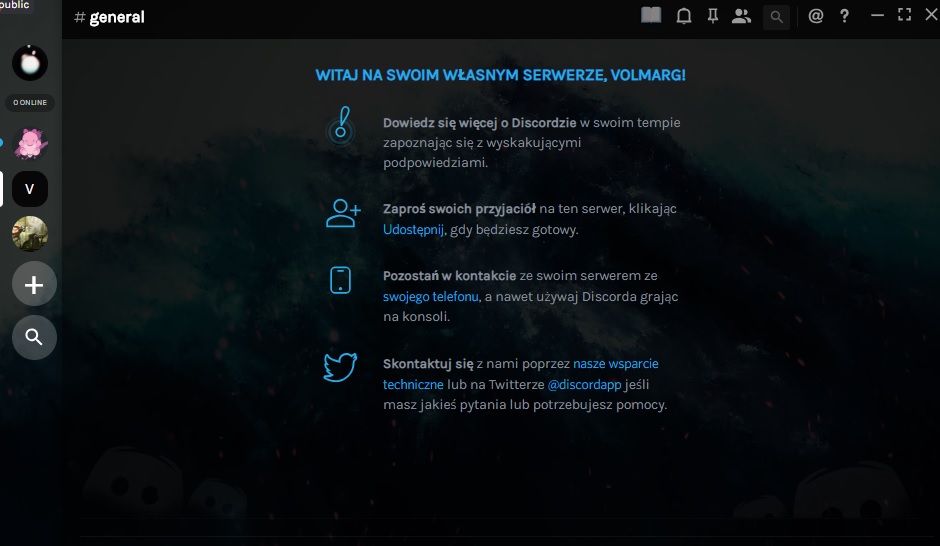 public
# general
@ ?
0 ONLINE
V
WITAJ NA SWOIM WŁASNYM SERWERZE, VOLMARG!
Dowiedz się więcej o Discordzie w swoim tempie
zapoznając się z wyskakującymi
podpowiedziami.
Zaproś swoich przyjaciół na ten serwer, klikając
Udostępnij, gdy będziesz gotowy.
Pozostań w kontakcie ze swoim serwerem ze
swojego telefonu, a nawet używaj Discorda grając
na konsoli.
Skontaktuj się z nami poprzez nasze wsparcie
techniczne lub na Twitterze @discordapp jeśli
masz jakieś pytania lub potrzebujesz pomocy.